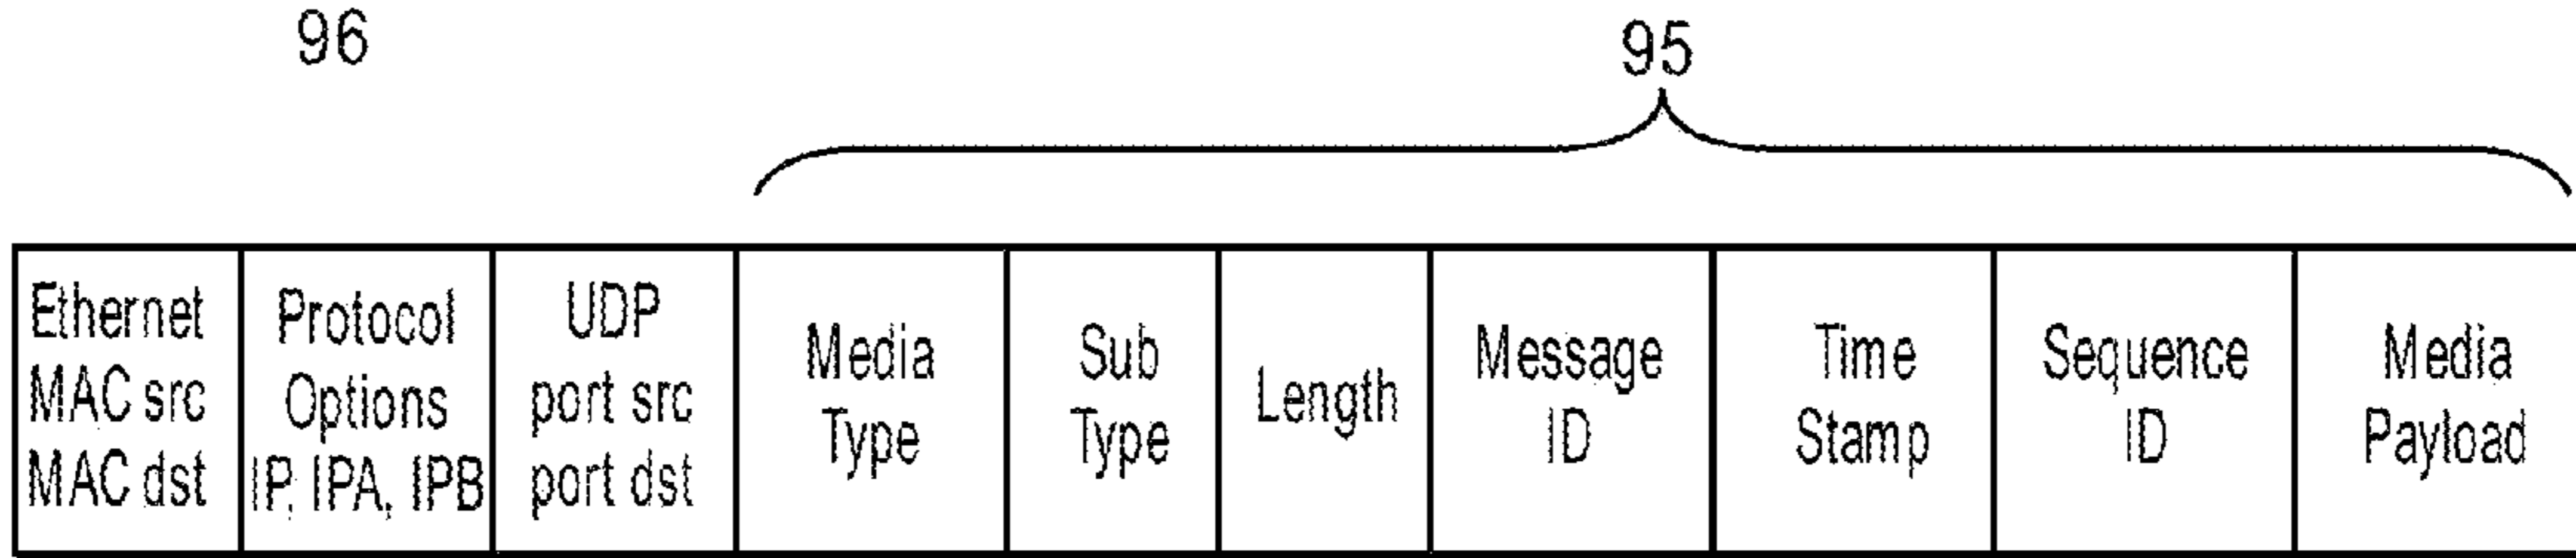 96
95
Ethernet
MAC src
MAC dst
Protocol
Options
IP, IPA, IPB
UDP
port src
port dst
Media
Type
Sub
Type
Length
Message
ID
Time
Stamp
Sequence
ID
Media
Payload